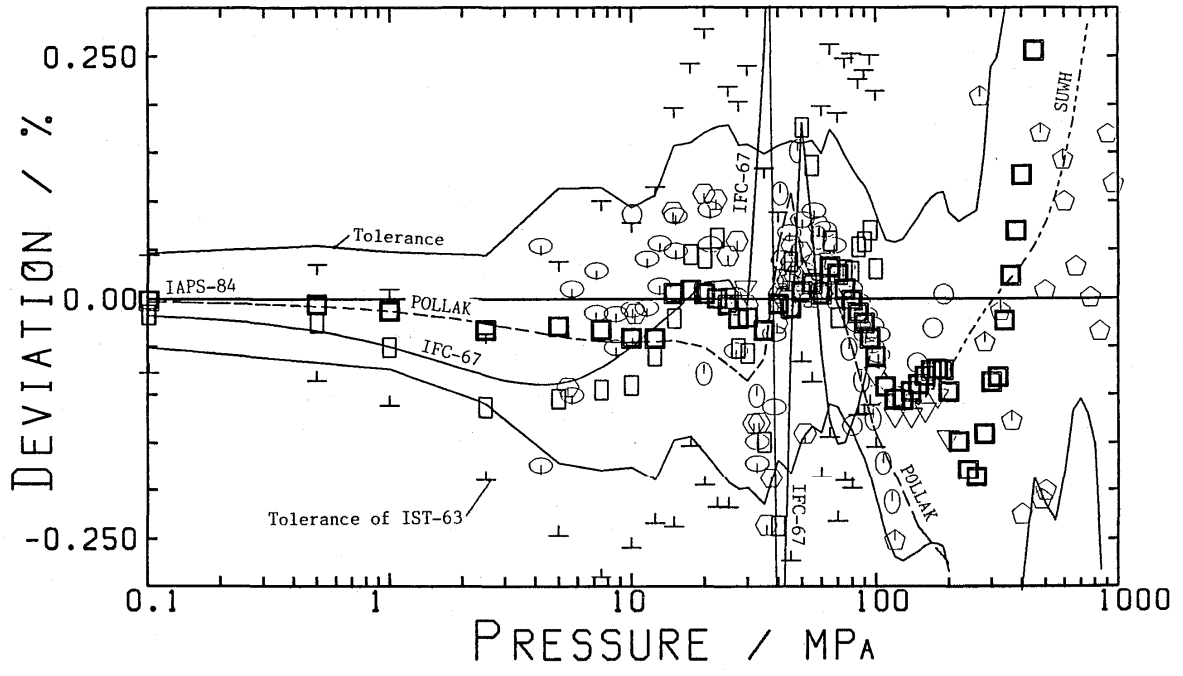 0.250
IFC-67
SUWH
Tolerance
DEVIATION / %
IAPS-84
0.00
POLLAK
IFC-67
POLLAK
Tolerance of IST-63
IFC-67
-0.250
0.1
1
10
100
1000
PRESSURE / MPA